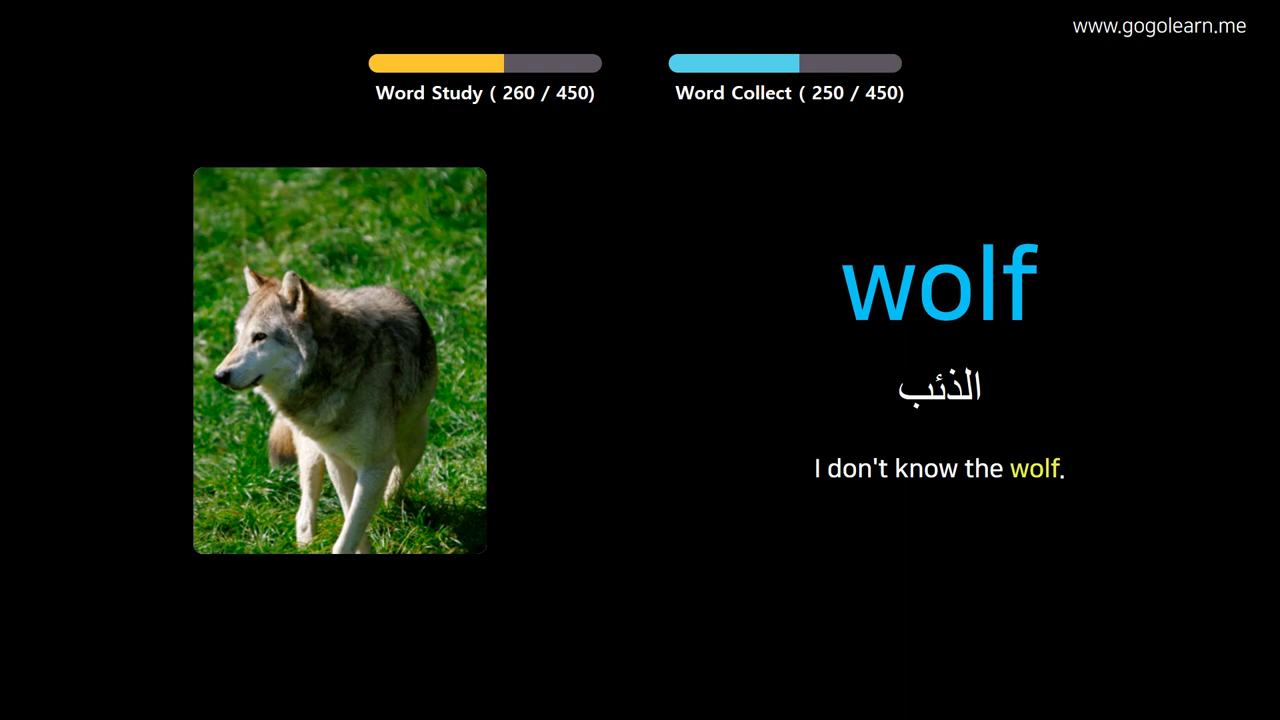 www.gogolearn.me
Word Study ( 260 / 450)
Word Collect ( 250 / 450)
wolf
الذئب
I don't know the wolf.